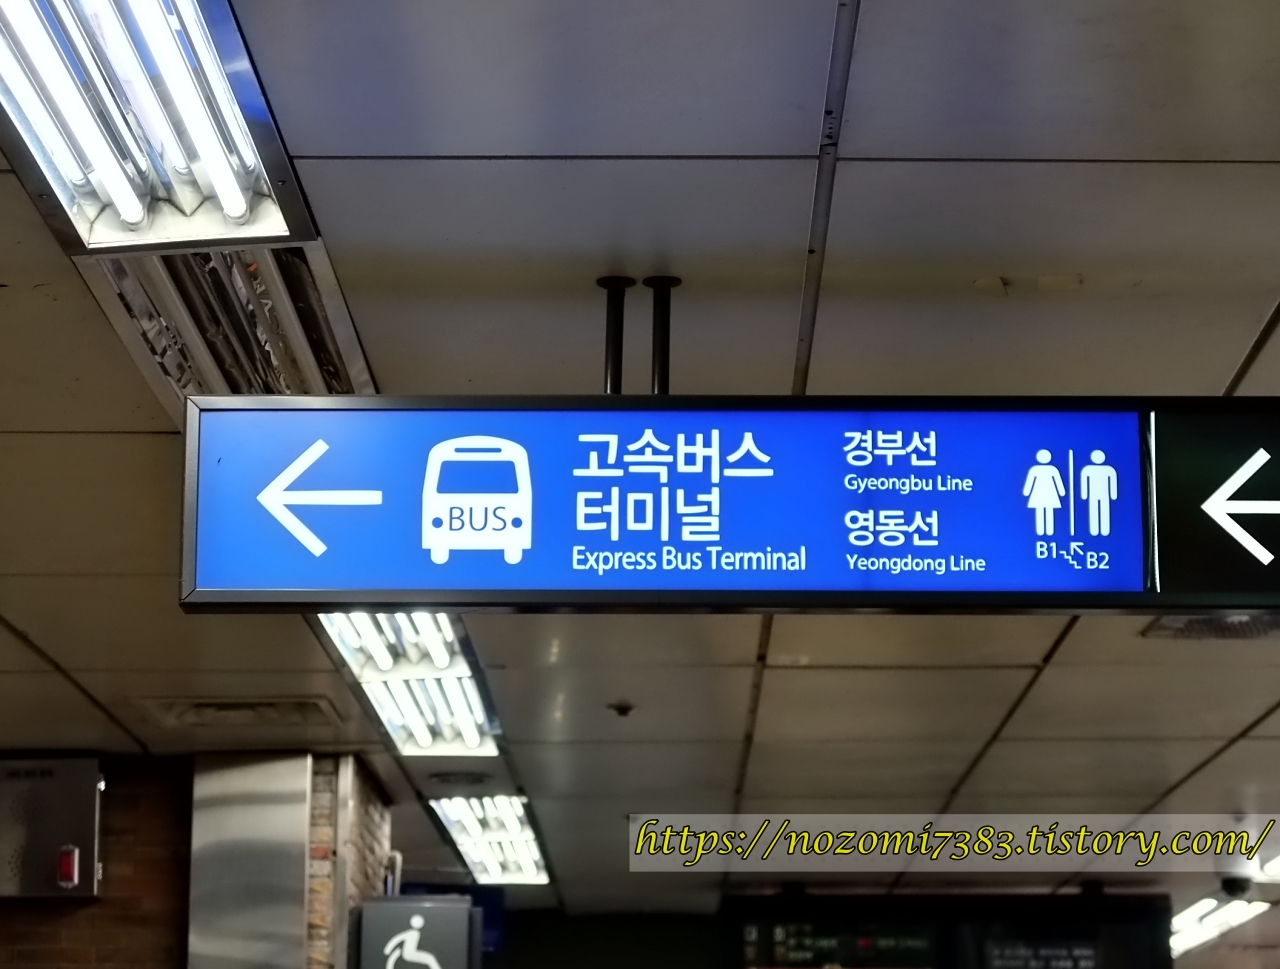 BUS
고속버스
터미널
Express Bus Terminal
경부선
Gyeongbu Line
영동선
Yeongdong Line
B1
B2
https://nozomi7383.tistory.com/